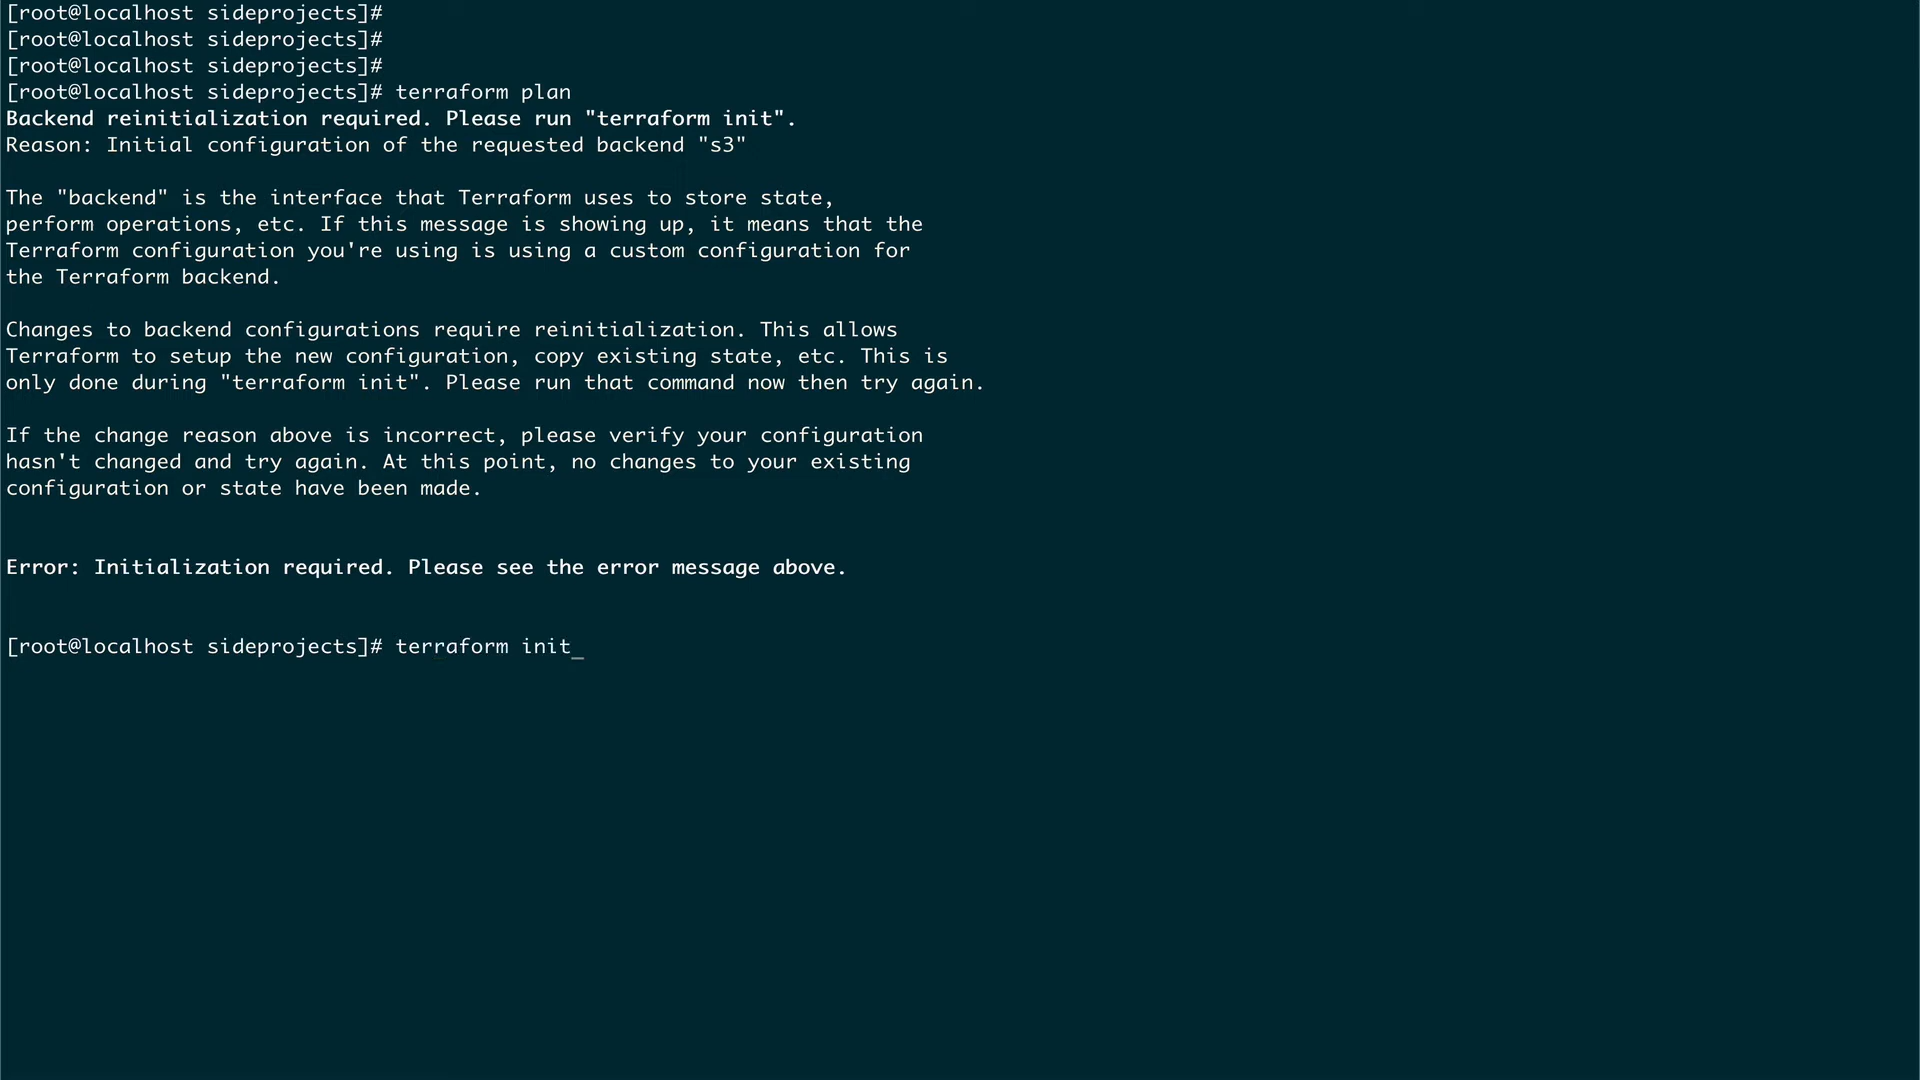 [root@localhost sideprojects]#
[root@localhost sideprojects]#
[root@localhost sideprojects]#
[root@localhost sideprojects]# terraform plan
Backend reinitialization required. Please run "terraform init".
Reason: Initial configuration of the requested backend "s3"
The "backend" is the interface that Terraform uses to store state,
perform operations, etc. If this message is showing up, it means that the
Terraform configuration you're using is using a custom configuration for
the Terraform backend.
Changes to backend configurations require reinitialization. This allows
Terraform to setup the new configuration, copy existing state, etc. This is
only done during "terraform init". Please run that command now then try again.
If the change reason above is incorrect, please verify your configuration
hasn't changed and try again. At this point, no changes to your existing
configuration or state have been made.
Error: Initialization required. Please see the error message above.
[root@localhost sideprojects]# terraform init_